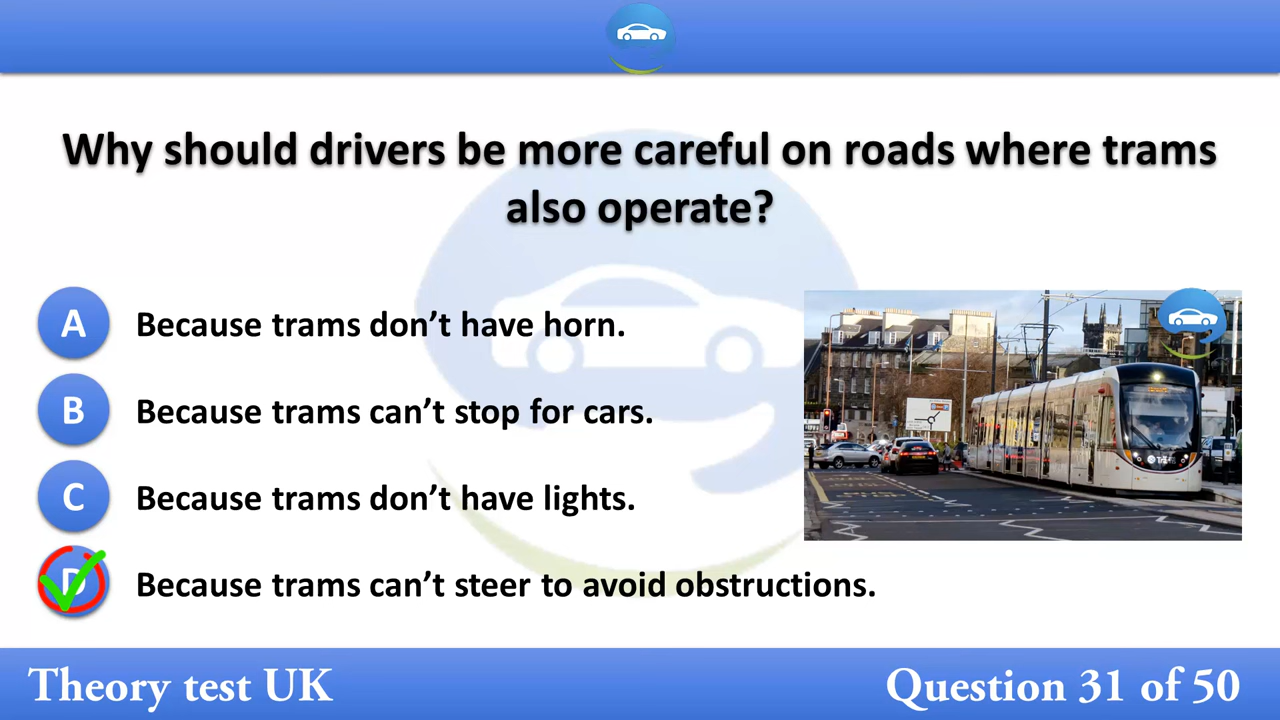 Why should drivers be more careful on roads where trams
also operate?
A Because trams don't have horn.
B Because trams can't stop for cars.
C Because trams don't have lights.
D Because trams can't steer to avoid obstructions.
Theory test UK
Question 31 of 50